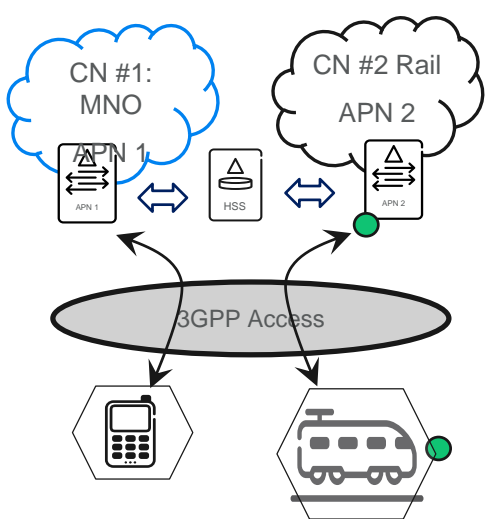 CN #1:
MNO
APN 1
CN #2 Rail
APN 2
APN 1
HSS
APN 2
3GPP Access